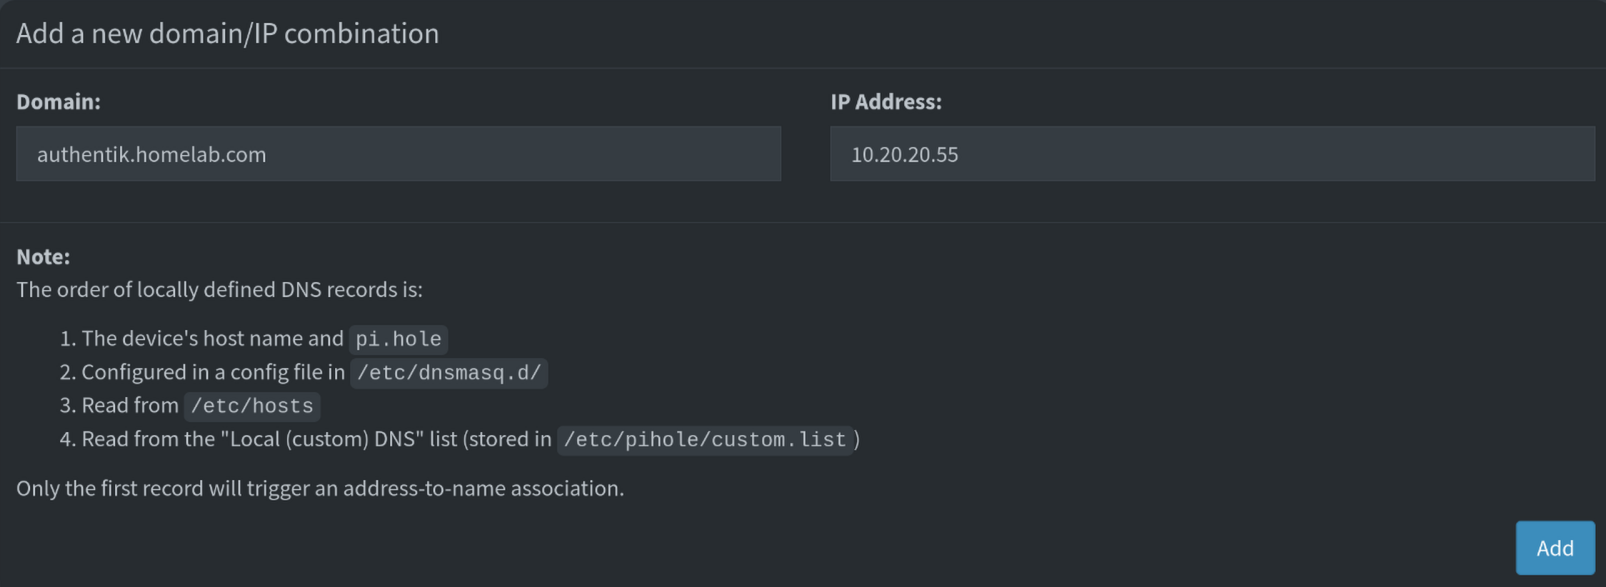 Add a new domain/IP combination
Domain:
IP Address:
authentik.homelab.com
10.20.20.55
Note:
The order of locally defined DNS records is:
1. The device's host name and pi.hole
2. Configured in a config file in /etc/dnsmasq.d/
3. Read from /etc/hosts
4. Read from the "Local (custom) DNS" list (stored in /etc/pihole/custom.list)
Only the first record will trigger an address-to-name association.
Add